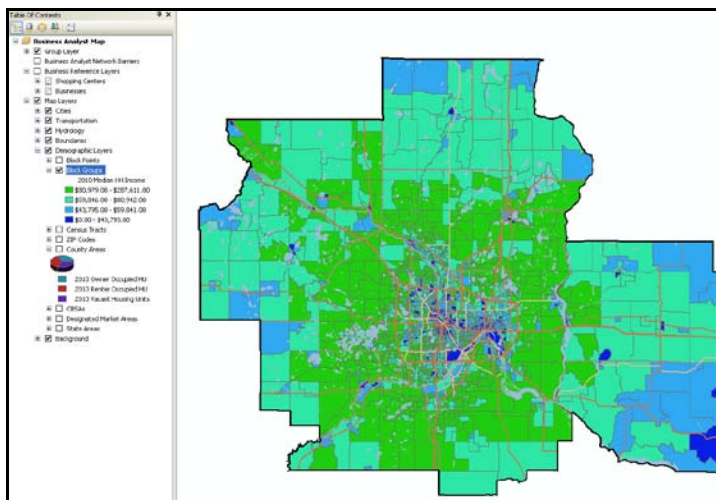 Table Of Contents
Business Analyst Map
Group Layer
Business Analyst Network Barriers
Business Reference Layers
Shopping Centers
Businesses
Map Layers
Cities
Transportation
Hydrology
Boundaries
Demographic Layers
Block Points
Block Groups
2010 Median HH Income
$80,979.00 - $287,611.00
$59,846.00 - $80,942.00
$43,795.00 - $59,841.00
$0.00 - $43,793.00
Census Tracts
ZIP Codes
County Areas
2010 Owner Occupied HU
2010 Renter Occupied HU
2010 Vacant Housing Units
CBSAs
Designated Market Areas
State Areas
Background